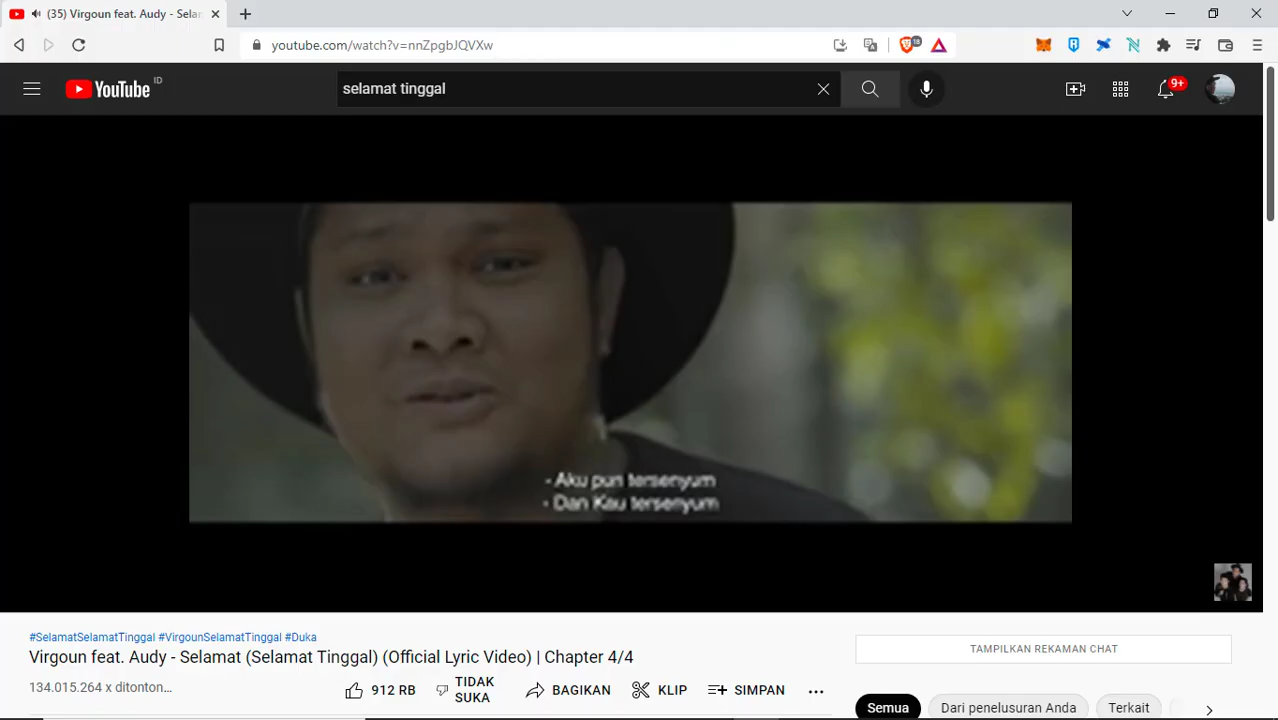 (35) Virgoun feat. Audy - Sela
youtube.com/watch?v=nnZpgbJQVXw
18
YouTube ID
selamat tinggal
9+
- Aku pun tersenyum
- Dan Kau tersenyum
#SelamatSelamatTinggal #VirgounSelamatTinggal #Duka
Virgoun feat. Audy - Selamat (Selamat Tinggal) (Official Lyric Video) | Chapter 4/4
134.015.264 x ditonton...
912 RB
TIDAK
SUKA
BAGIKAN
KLIP
SIMPAN
TAMPILKAN REKAMAN CHAT
Semua
Dari penelusuran Anda
Terkait